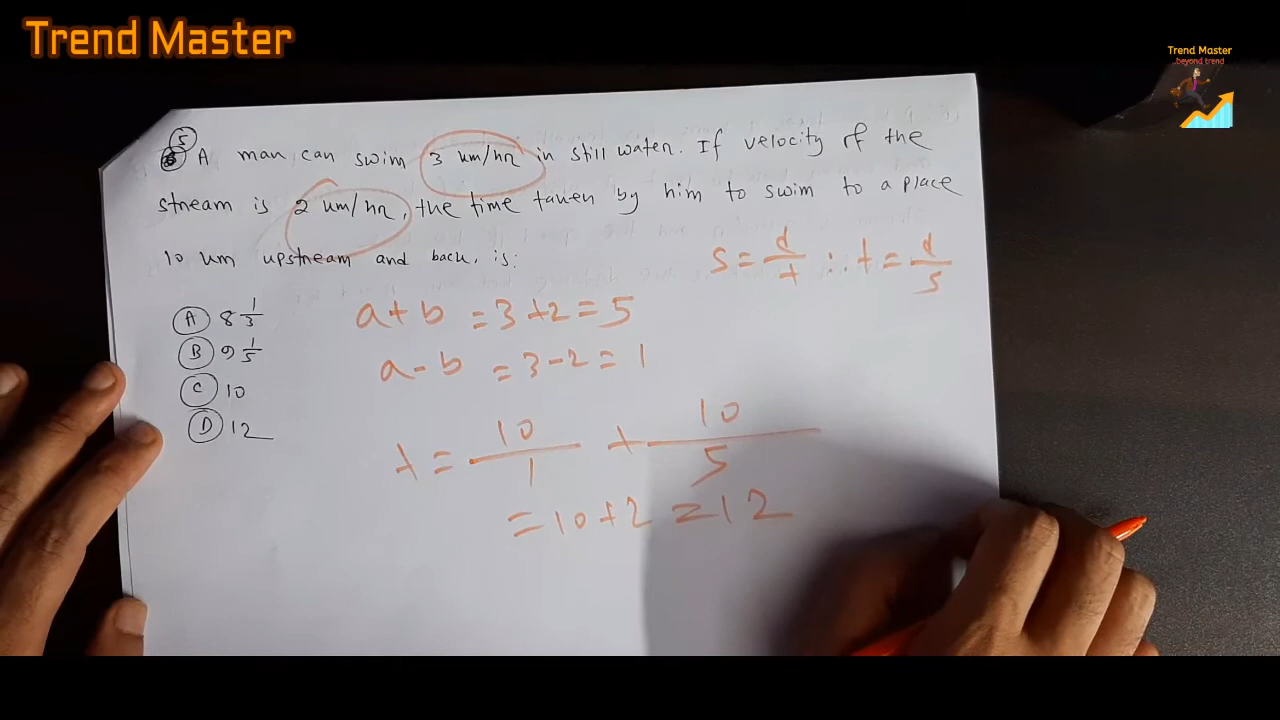 Trend Master
Trend Master
..beyond trend
5
A man can swim 3 km/hr in still water. If velocity of the
stream is 2 km/hr, the time taken by him to swim to a place
10 km upstream and back, is:
s = d/t ∴ t = d/s
(A) 8 1/3
(B) 9 1/5
(C) 10
(D) 12
a + b = 3 + 2 = 5
a - b = 3 - 2 = 1
t = 10/1 + 10/5
= 10 + 2 = 12